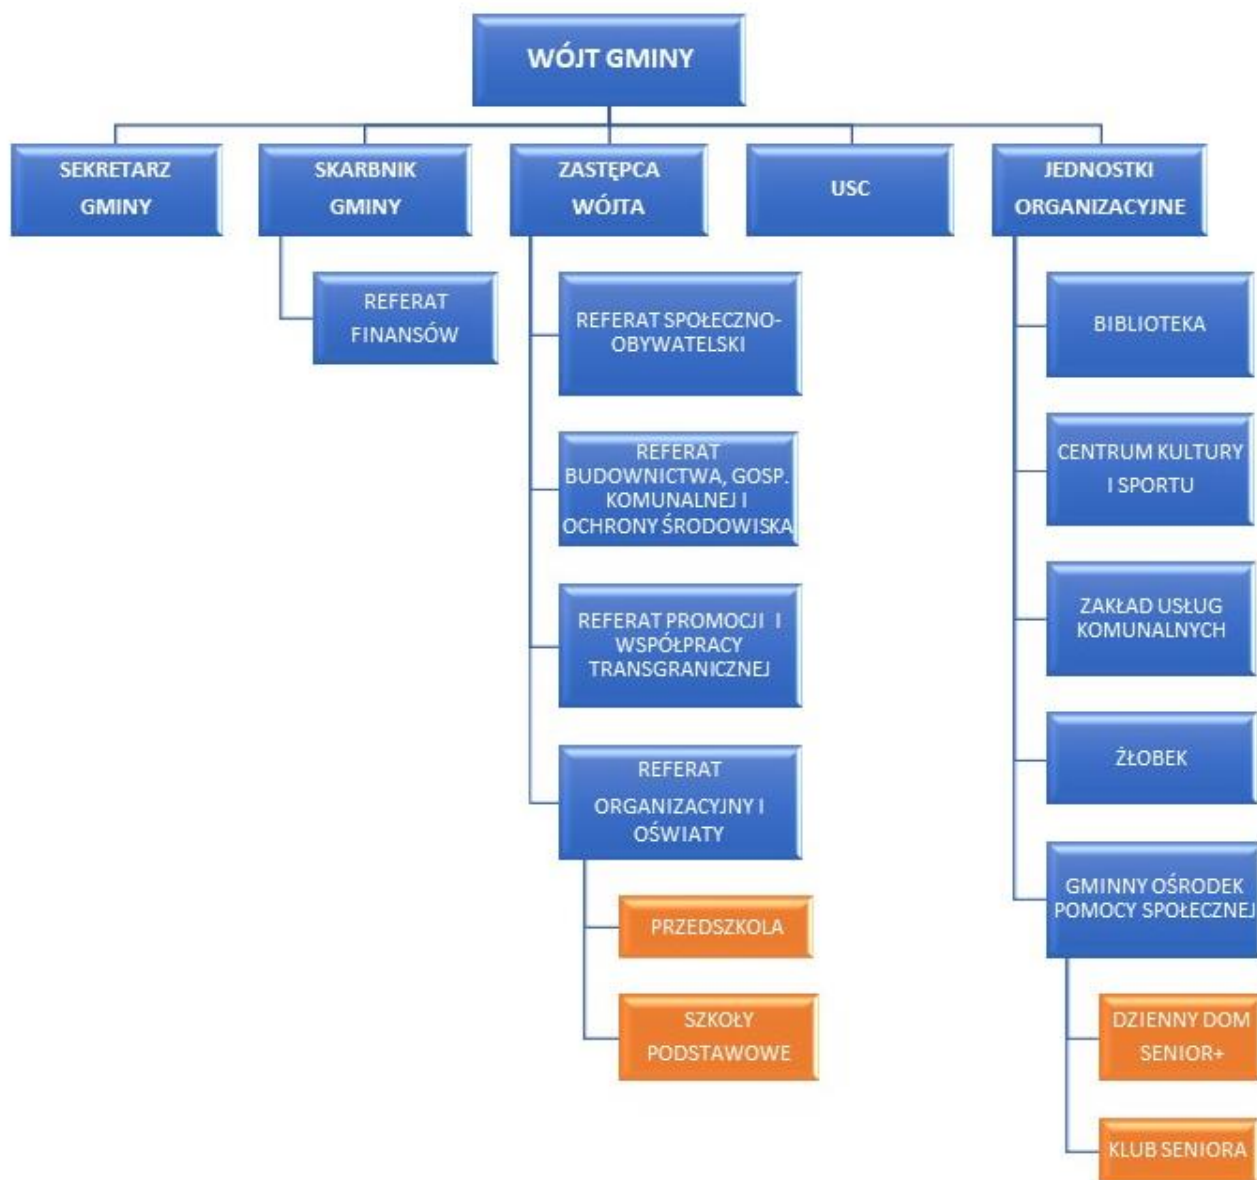 WÓJT GMINY
SEKRETARZ
GMINY
SKARBNIK
GMINY
ZASTĘPCA
WÓJTA
USC
JEDNOSTKI
ORGANIZACYJNE
REFERAT
FINANSÓW
REFERAT SPOŁECZNO-
OBYWATELSKI
REFERAT
BUDOWNICTWA, GOSP.
KOMUNALNEJ I
OCHRONY ŚRODOWISKA
REFERAT PROMOCJI I
WSPÓŁPRACY
TRANSGRANICZNEJ
REFERAT
ORGANIZACYJNY I
OŚWIATY
PRZEDSZKOLA
SZKOŁY
PODSTAWOWE
BIBLIOTEKA
CENTRUM KULTURY
I SPORTU
ZAKŁAD USŁUG
KOMUNALNYCH
ŻŁOBEK
GMINNY OŚRODEK
POMOCY SPOŁECZNEJ
DZIENNY DOM
SENIOR+
KLUB SENIORA